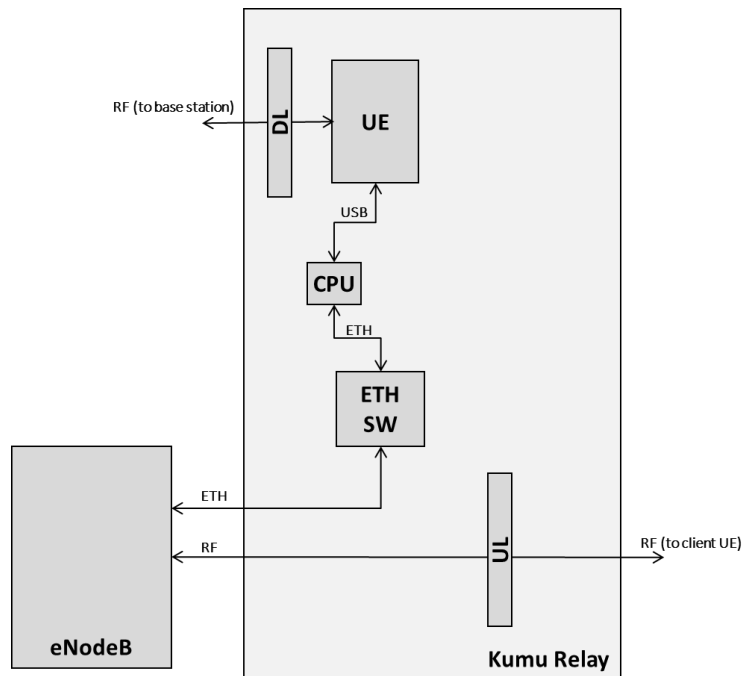 RF (to base station)
DL
UE
USB
CPU
ETH
ETH
SW
ETH
RF
UL
RF (to client UE)
eNodeB
Kumu Relay